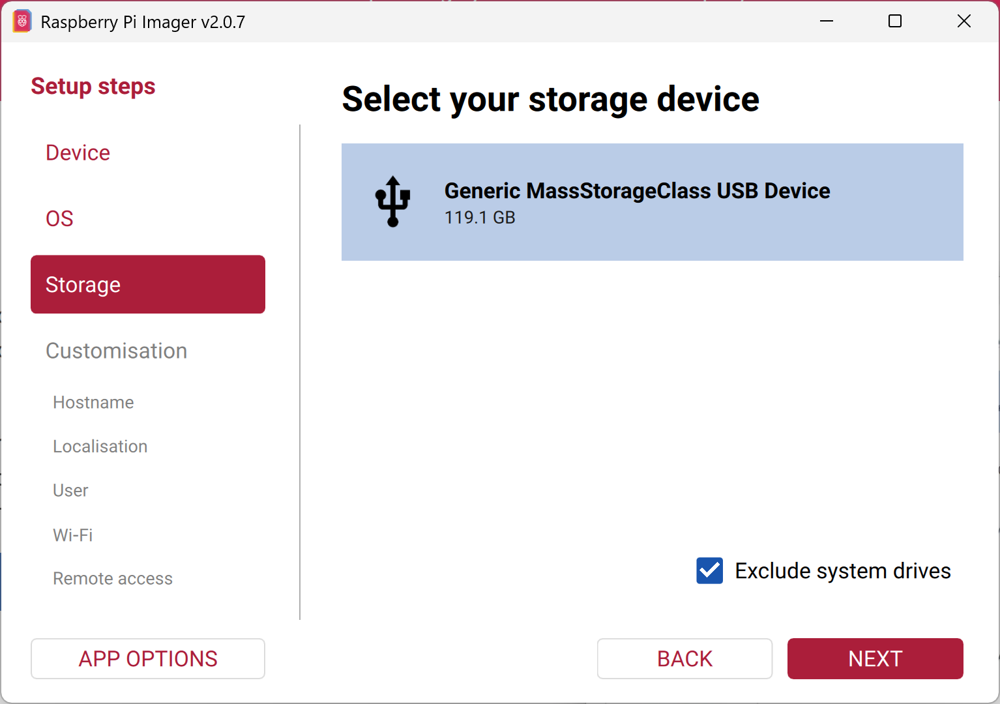 Raspberry Pi Imager v2.0.7
Setup steps
Device
OS
Storage
Customisation
Hostname
Localisation
User
Wi-Fi
Remote access
APP OPTIONS
Select your storage device
Generic MassStorageClass USB Device
119.1 GB
Exclude system drives
BACK
NEXT